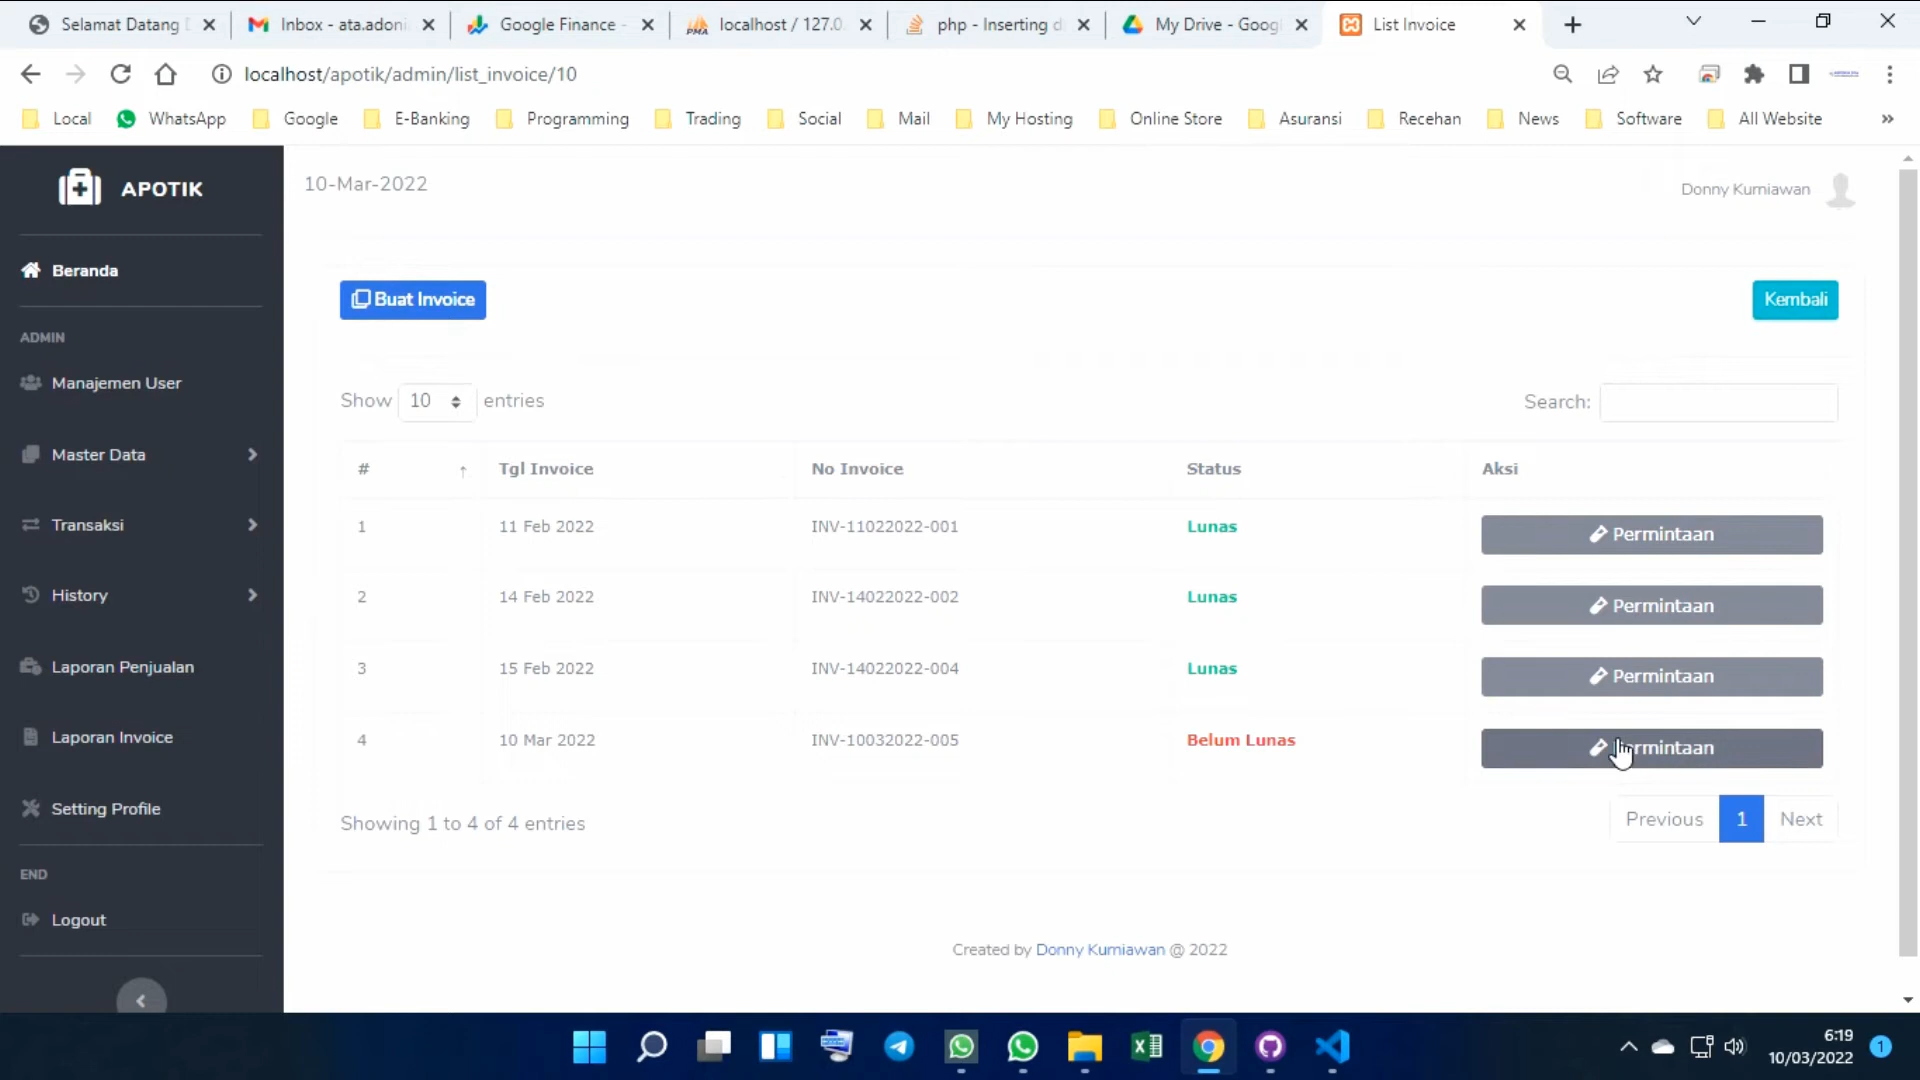 Selamat Datang
Inbox - ata.adoni
Google Finance -
localhost / 127.0.
php - Inserting d
My Drive - Googl
List Invoice
localhost/apotik/admin/list_invoice/10
Local
WhatsApp
Google
E-Banking
Programming
Trading
Social
Mail
My Hosting
Online Store
Asuransi
Recehan
News
Software
All Website
»
APOTIK
10-Mar-2022
Donny Kurniawan
Beranda
Buat Invoice
Kembali
ADMIN
Manajemen User
Show 10 entries
Search:
Master Data
# Tgl Invoice No Invoice Status Aksi
Transaksi
1 11 Feb 2022 INV-11022022-001 Lunas Permintaan
History
2 14 Feb 2022 INV-14022022-002 Lunas Permintaan
Laporan Penjualan
3 15 Feb 2022 INV-14022022-004 Lunas Permintaan
Laporan Invoice
4 10 Mar 2022 INV-10032022-005 Belum Lunas rmintaan
Setting Profile
Showing 1 to 4 of 4 entries
Previous 1 Next
END
Logout
Created by Donny Kurniawan @ 2022
6:19
10/03/2022
1